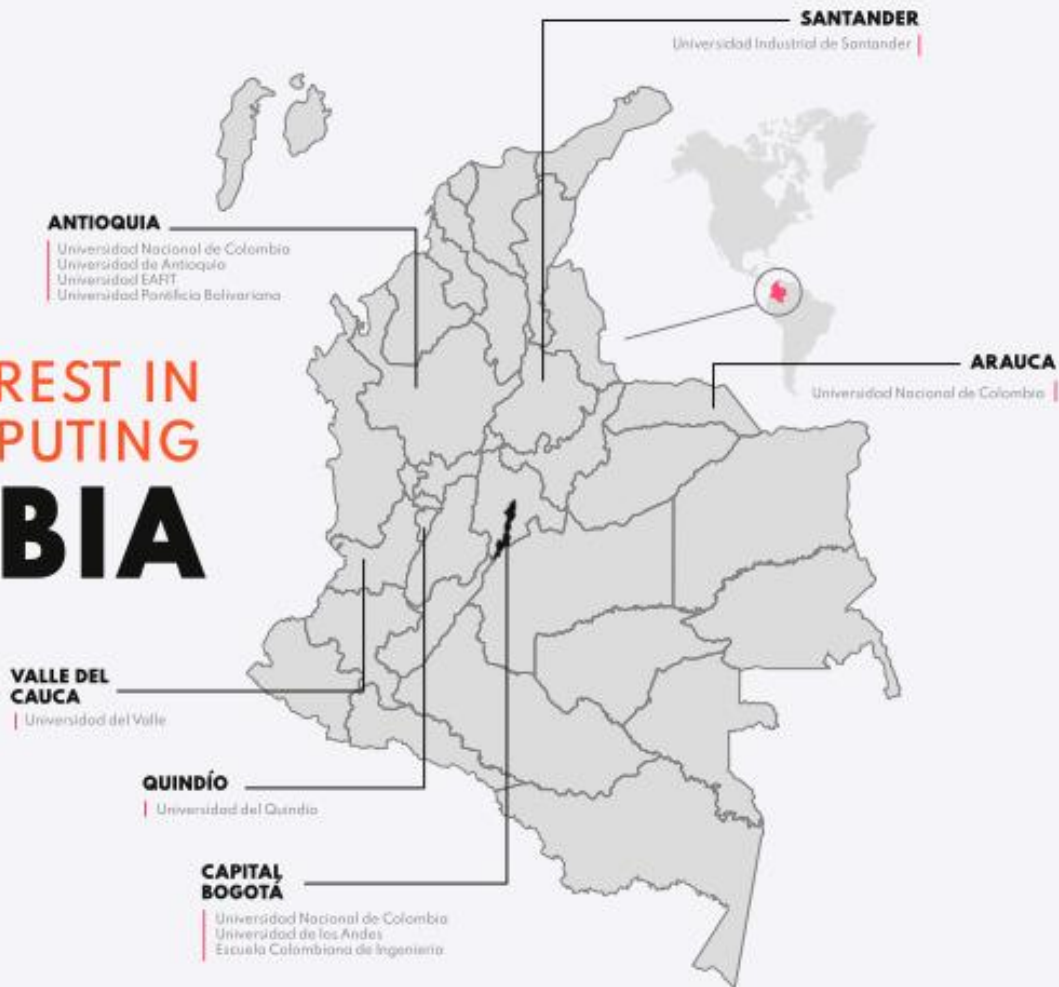 SANTANDER
Universidad Industrial de Santander
ANTIOQUIA
Universidad Nacional de Colombia
Universidad de Antioquia
Universidad EAFIT
Universidad Pontificia Bolivariana
REST IN
PUTING
BIA
ARAUCA
Universidad Nacional de Colombia
VALLE DEL
CAUCA
Universidad del Valle
QUINDÍO
Universidad del Quindío
CAPITAL
BOGOTÁ
Universidad Nacional de Colombia
Universidad de los Andes
Escuela Colombiana de Ingeniería